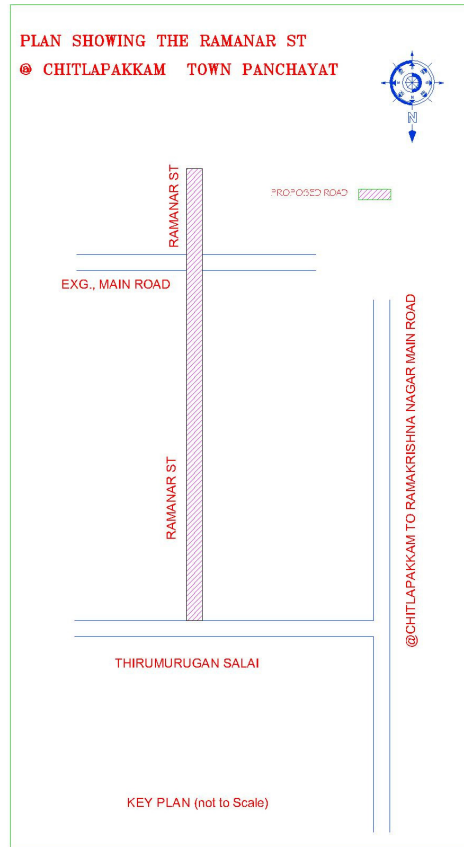 PLAN SHOWING THE RAMANAR ST
@ CHITLAPAKKAM TOWN PANCHAYAT
N
RAMANAR ST
PROPOSED ROAD
EXG., MAIN ROAD
@CHITLAPAKKAM TO RAMAKRISHNA NAGAR MAIN ROAD
RAMANAR ST
THIRUMURUGAN SALAI
KEY PLAN (not to Scale)